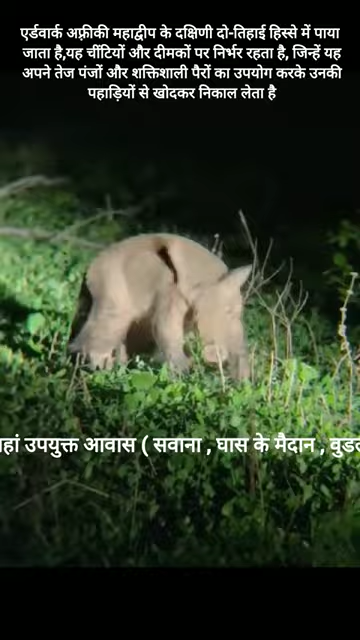 एर्डवार्क अफ़्रीकी महाद्वीप के दक्षिणी दो-तिहाई हिस्से में पाया
जाता है,यह चींटियों और दीमकों पर निर्भर रहता है, जिन्हें यह
अपने तेज पंजों और शक्तिशाली पैरों का उपयोग करके उनकी
पहाड़ियों से खोदकर निकाल लेता है
उपयुक्त आवास ( सवाना , घास के मैदान ,